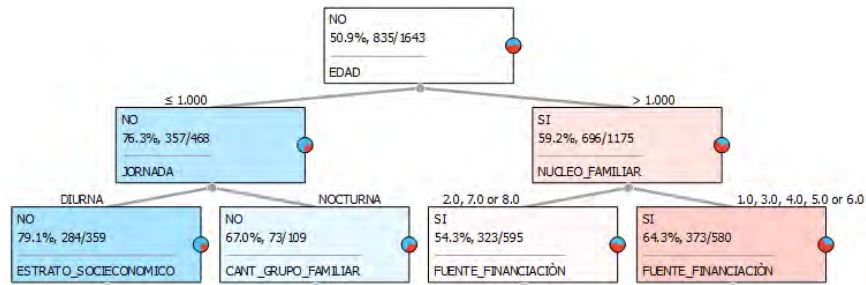 NO
50.9%, 835/1643
EDAD
≤ 1.000
> 1.000
NO
76.3%, 357/468
JORNADA
SI
59.2%, 696/1175
NUCLEO_FAMILIAR
DIURNA
NOCTURNA
2.0, 7.0 or 8.0
1.0, 3.0, 4.0, 5.0 or 6.0
NO
79.1%, 284/359
ESTRATO_SOCIECONOMICO
NO
67.0%, 73/109
CANT_GRUPO_FAMILIAR
SI
54.3%, 323/595
FUENTE_FINANCIACIÒN
SI
64.3%, 373/580
FUENTE_FINANCIACIÒN